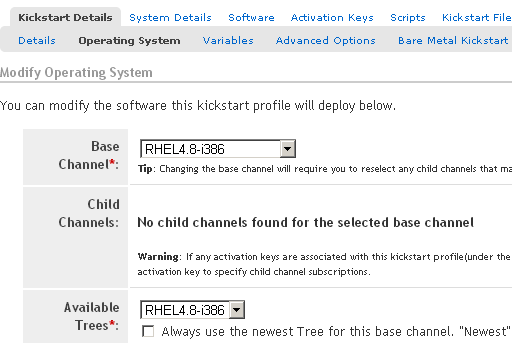 Kickstart Details System Details Software Activation Keys Scripts Kickstart File
Details Operating System Variables Advanced Options Bare Metal Kickstart
Modify Operating System
You can modify the software this kickstart profile will deploy below.
Base Channel*:
RHEL4.8-i386
Tip: Changing the base channel will require you to reselect any child channels that
Child Channels:
No child channels found for the selected base channel
Warning: If any activation keys are associated with this kickstart profile(under the
activation key to specify child channel subscriptions.
Available Trees*:
RHEL4.8-i386
Always use the newest Tree for this base channel. "Newest"